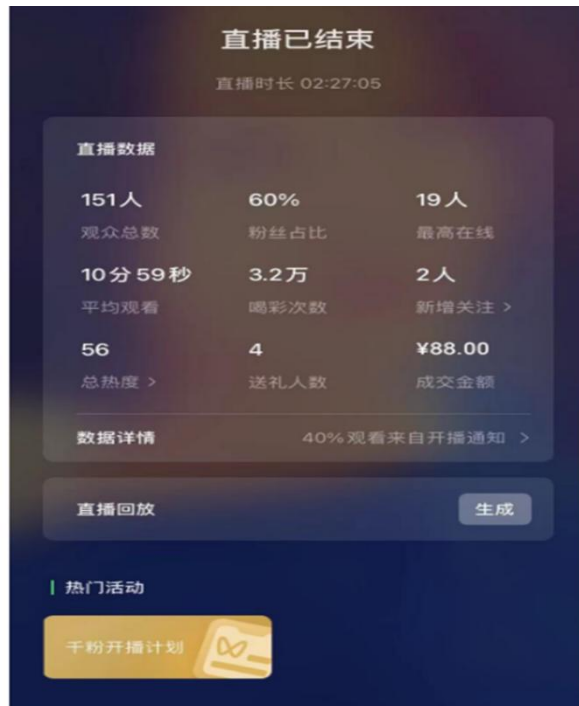 直播已结束
直播时长 02:27:05
直播数据
151人 60% 19人
观众总数 粉丝占比 最高在线
10分59秒 3.2万 2人
平均观看 喝彩次数 新增关注 >
56 4 ¥88.00
总热度 > 送礼人数 成交金额
数据详情 40%观看来自开播通知 >
直播回放 生成
热门活动
千粉开播计划